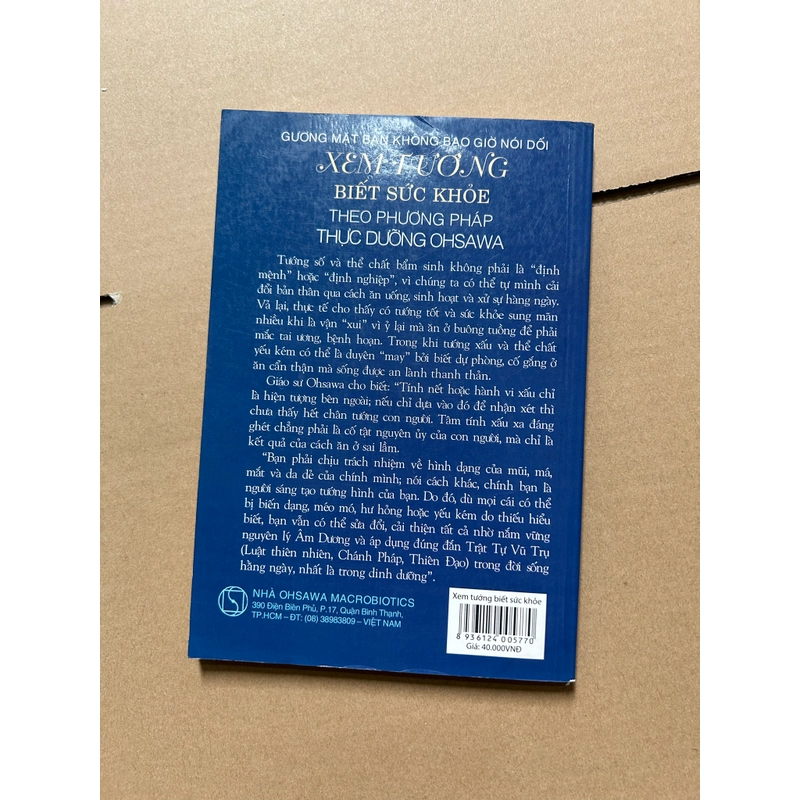 GƯƠNG MẶT BẠN KHÔNG BAO GIỜ NÓI DỐI
XEM TƯỚNG
BIẾT SỨC KHỎE
THEO PHƯƠNG PHÁP
THỰC DƯỠNG OHSAWA
Tướng số và thể chất bẩm sinh không phải là “định
mệnh” hoặc “định nghiệp”, vì chúng ta có thể tự mình cải
đổi bản thân qua cách ăn uống, sinh hoạt và xử sự hàng ngày.
Vả lại, thực tế cho thấy có tướng tốt và sức khỏe sung mãn
nhiều khi là vận “xui” vì ỷ lại mà ăn ở buông tuồng để phải
mắc tai ương, bệnh hoạn. Trong khi tướng xấu và thể chất
yếu kém có thể là duyên “may” bởi biết dự phòng, cố gắng ở
ăn cẩn thận mà sống được an lành thanh thản.
Giáo sư Ohsawa cho biết: “Tính nết hoặc hành vi xấu chỉ
là hiện tượng bên ngoài; nếu chỉ dựa vào đó để nhận xét thì
chưa thấy hết chân tướng con người. Tâm tính xấu xa đáng
ghét chẳng phải là cố tật nguyên ủy của con người, mà chỉ là
kết quả của cách ăn ở sai lầm.
“Bạn phải chịu trách nhiệm về hình dạng của mũi, má,
mắt và da dẻ của chính mình; nói cách khác, chính bạn là
người sáng tạo tướng hình của bạn. Do đó, dù mọi cái có thể
bị biến dạng, méo mó, hư hỏng hoặc yếu kém do thiếu hiểu
biết, bạn vẫn có thể sửa đổi, cải thiện tất cả nhờ nắm vững
nguyên lý Âm Dương và áp dụng đúng đắn Trật Tự Vũ Trụ
(Luật thiên nhiên, Chánh Pháp, Thiên Đạo) trong đời sống
hằng ngày, nhất là trong dinh dưỡng”.
NHÀ OHSAWA MACROBIOTICS
390 Điện Biên Phủ, P.17, Quận Bình Thạnh,
TP.HCM – ĐT: (08) 38983809 – VIỆT NAM
Xem tướng biết sức khỏe
8 936124 005770
Giá: 40.000VNĐ